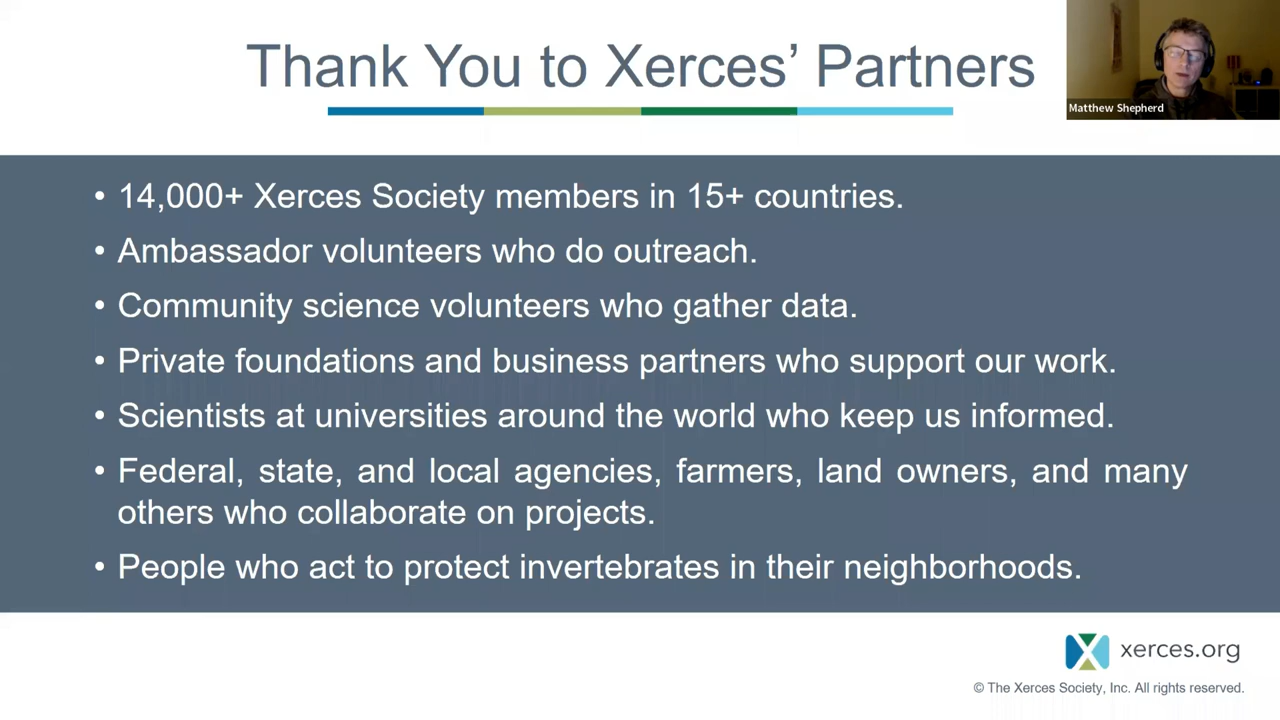 Thank You to Xerces’ Partners
Matthew Shepherd
• 14,000+ Xerces Society members in 15+ countries.
• Ambassador volunteers who do outreach.
• Community science volunteers who gather data.
• Private foundations and business partners who support our work.
• Scientists at universities around the world who keep us informed.
• Federal, state, and local agencies, farmers, land owners, and many
others who collaborate on projects.
• People who act to protect invertebrates in their neighborhoods.
xerces.org
© The Xerces Society, Inc. All rights reserved.